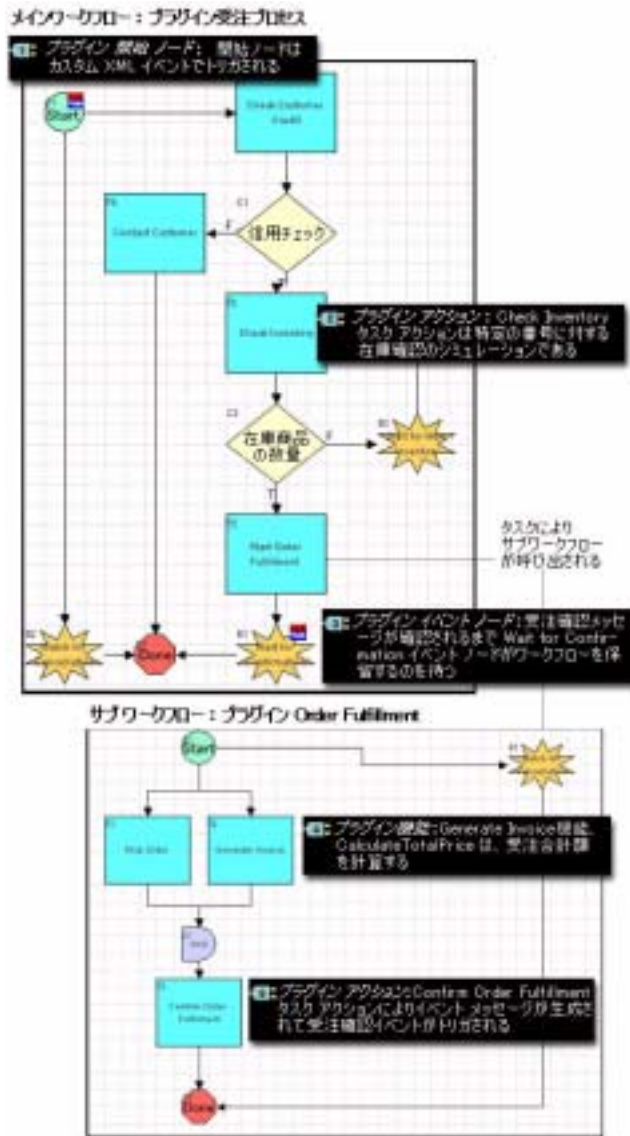 メインワークフロー：プラグイン受注プロセス
プラグイン 開始 ノード： 開始ノードは
カスタム XML イベントでトリガされる
Start
Check Customer
Credit
Contact Customer
F
信用チェック
Check Inventory
プラグイン アクション：Check Inventory
タスク アクションは特定の番号に対する
在庫確認のシミュレーションである
在庫商品
の数量
F
T
Start Order
Fulfillment
タスクにより
サブワークフロー
が呼び出される
プラグイン イベント ノード：受注確認メッセ
ージが確認されるまで Wait for Confir-
mation イベント ノードがワークフローを保
留するのを待つ
Done
サブワークフロー：プラグイン Order Fulfillment
Start
Generate Invoice
プラグイン機能：Generate Invoice機能、
CalculateTotalPrice は、受注合計額
を計算する
Confirm Order
Fulfillment
プラグイン アクション：Confirm Order Fulfillment
タスク アクションによりイベント メッセージが生成さ
れて受注確認イベントがトリガされる
Done